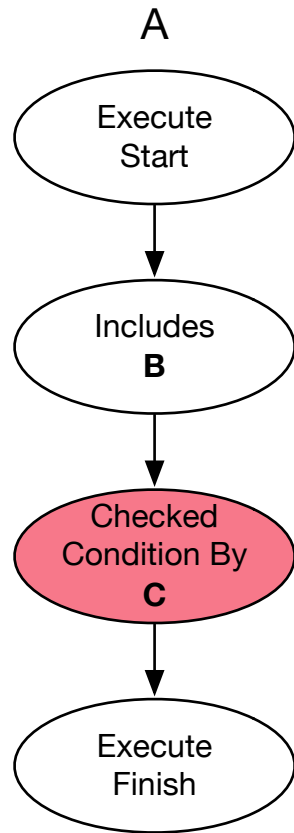 A
Execute
Start
Includes
B
Checked
Condition By
C
Execute
Finish